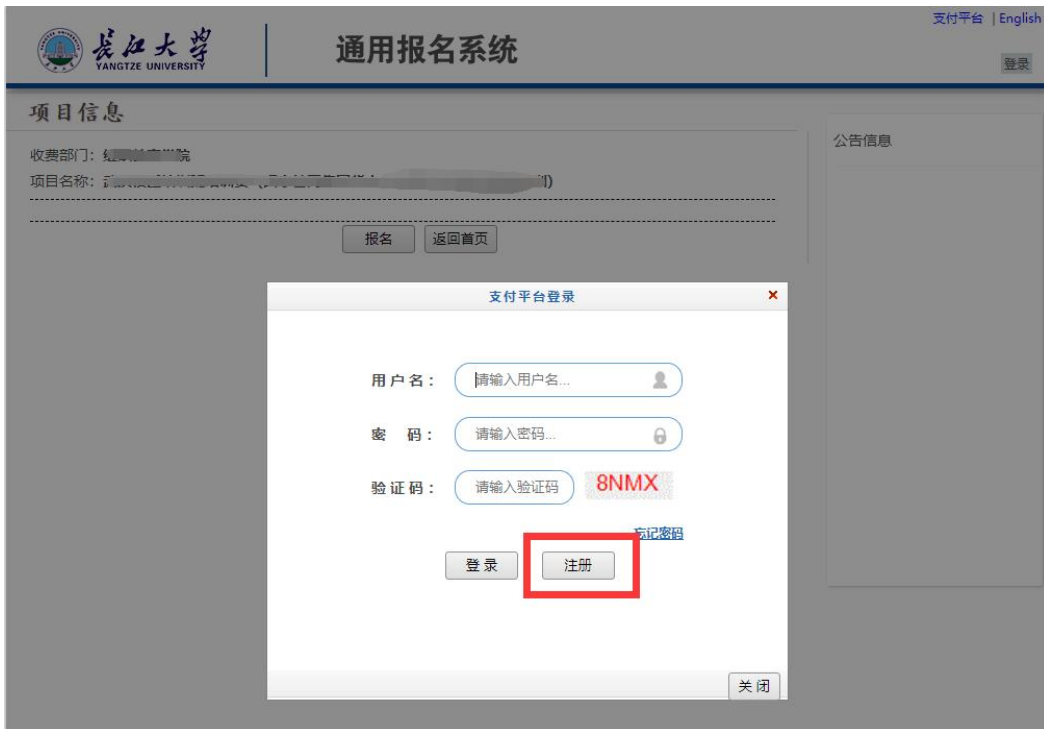 支付平台 | English
长江大学
YANGTZE UNIVERSITY
通用报名系统
登录
项目信息
公告信息
收费部门：
院
项目名称：
报名
返回首页
支付平台登录
用户名：
请输入用户名...
密 码：
请输入密码...
验证码：
请输入验证码
8NMX
忘记密码
登 录
注册
关 闭